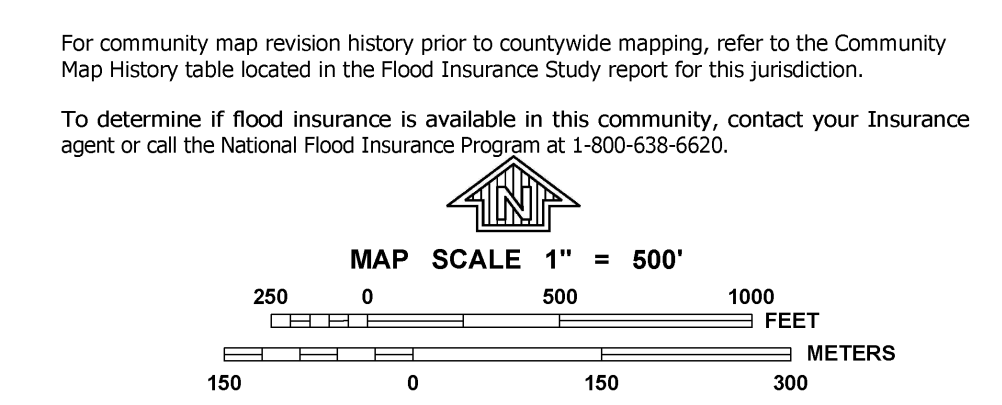 For community map revision history prior to countywide mapping, refer to the Community
Map History table located in the Flood Insurance Study report for this jurisdiction.
To determine if flood insurance is available in this community, contact your Insurance
agent or call the National Flood Insurance Program at 1-800-638-6620.
N
MAP SCALE 1" = 500'
250 0 500 1000
FEET
METERS
150 0 150 300